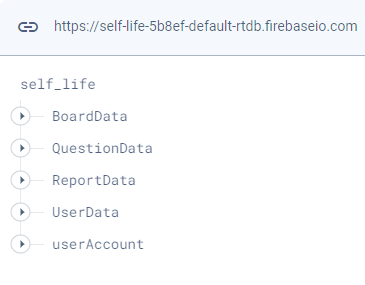 https://self-life-5b8ef-default-rtdb.firebaseio.com
self_life
BoardData
QuestionData
ReportData
UserData
userAccount